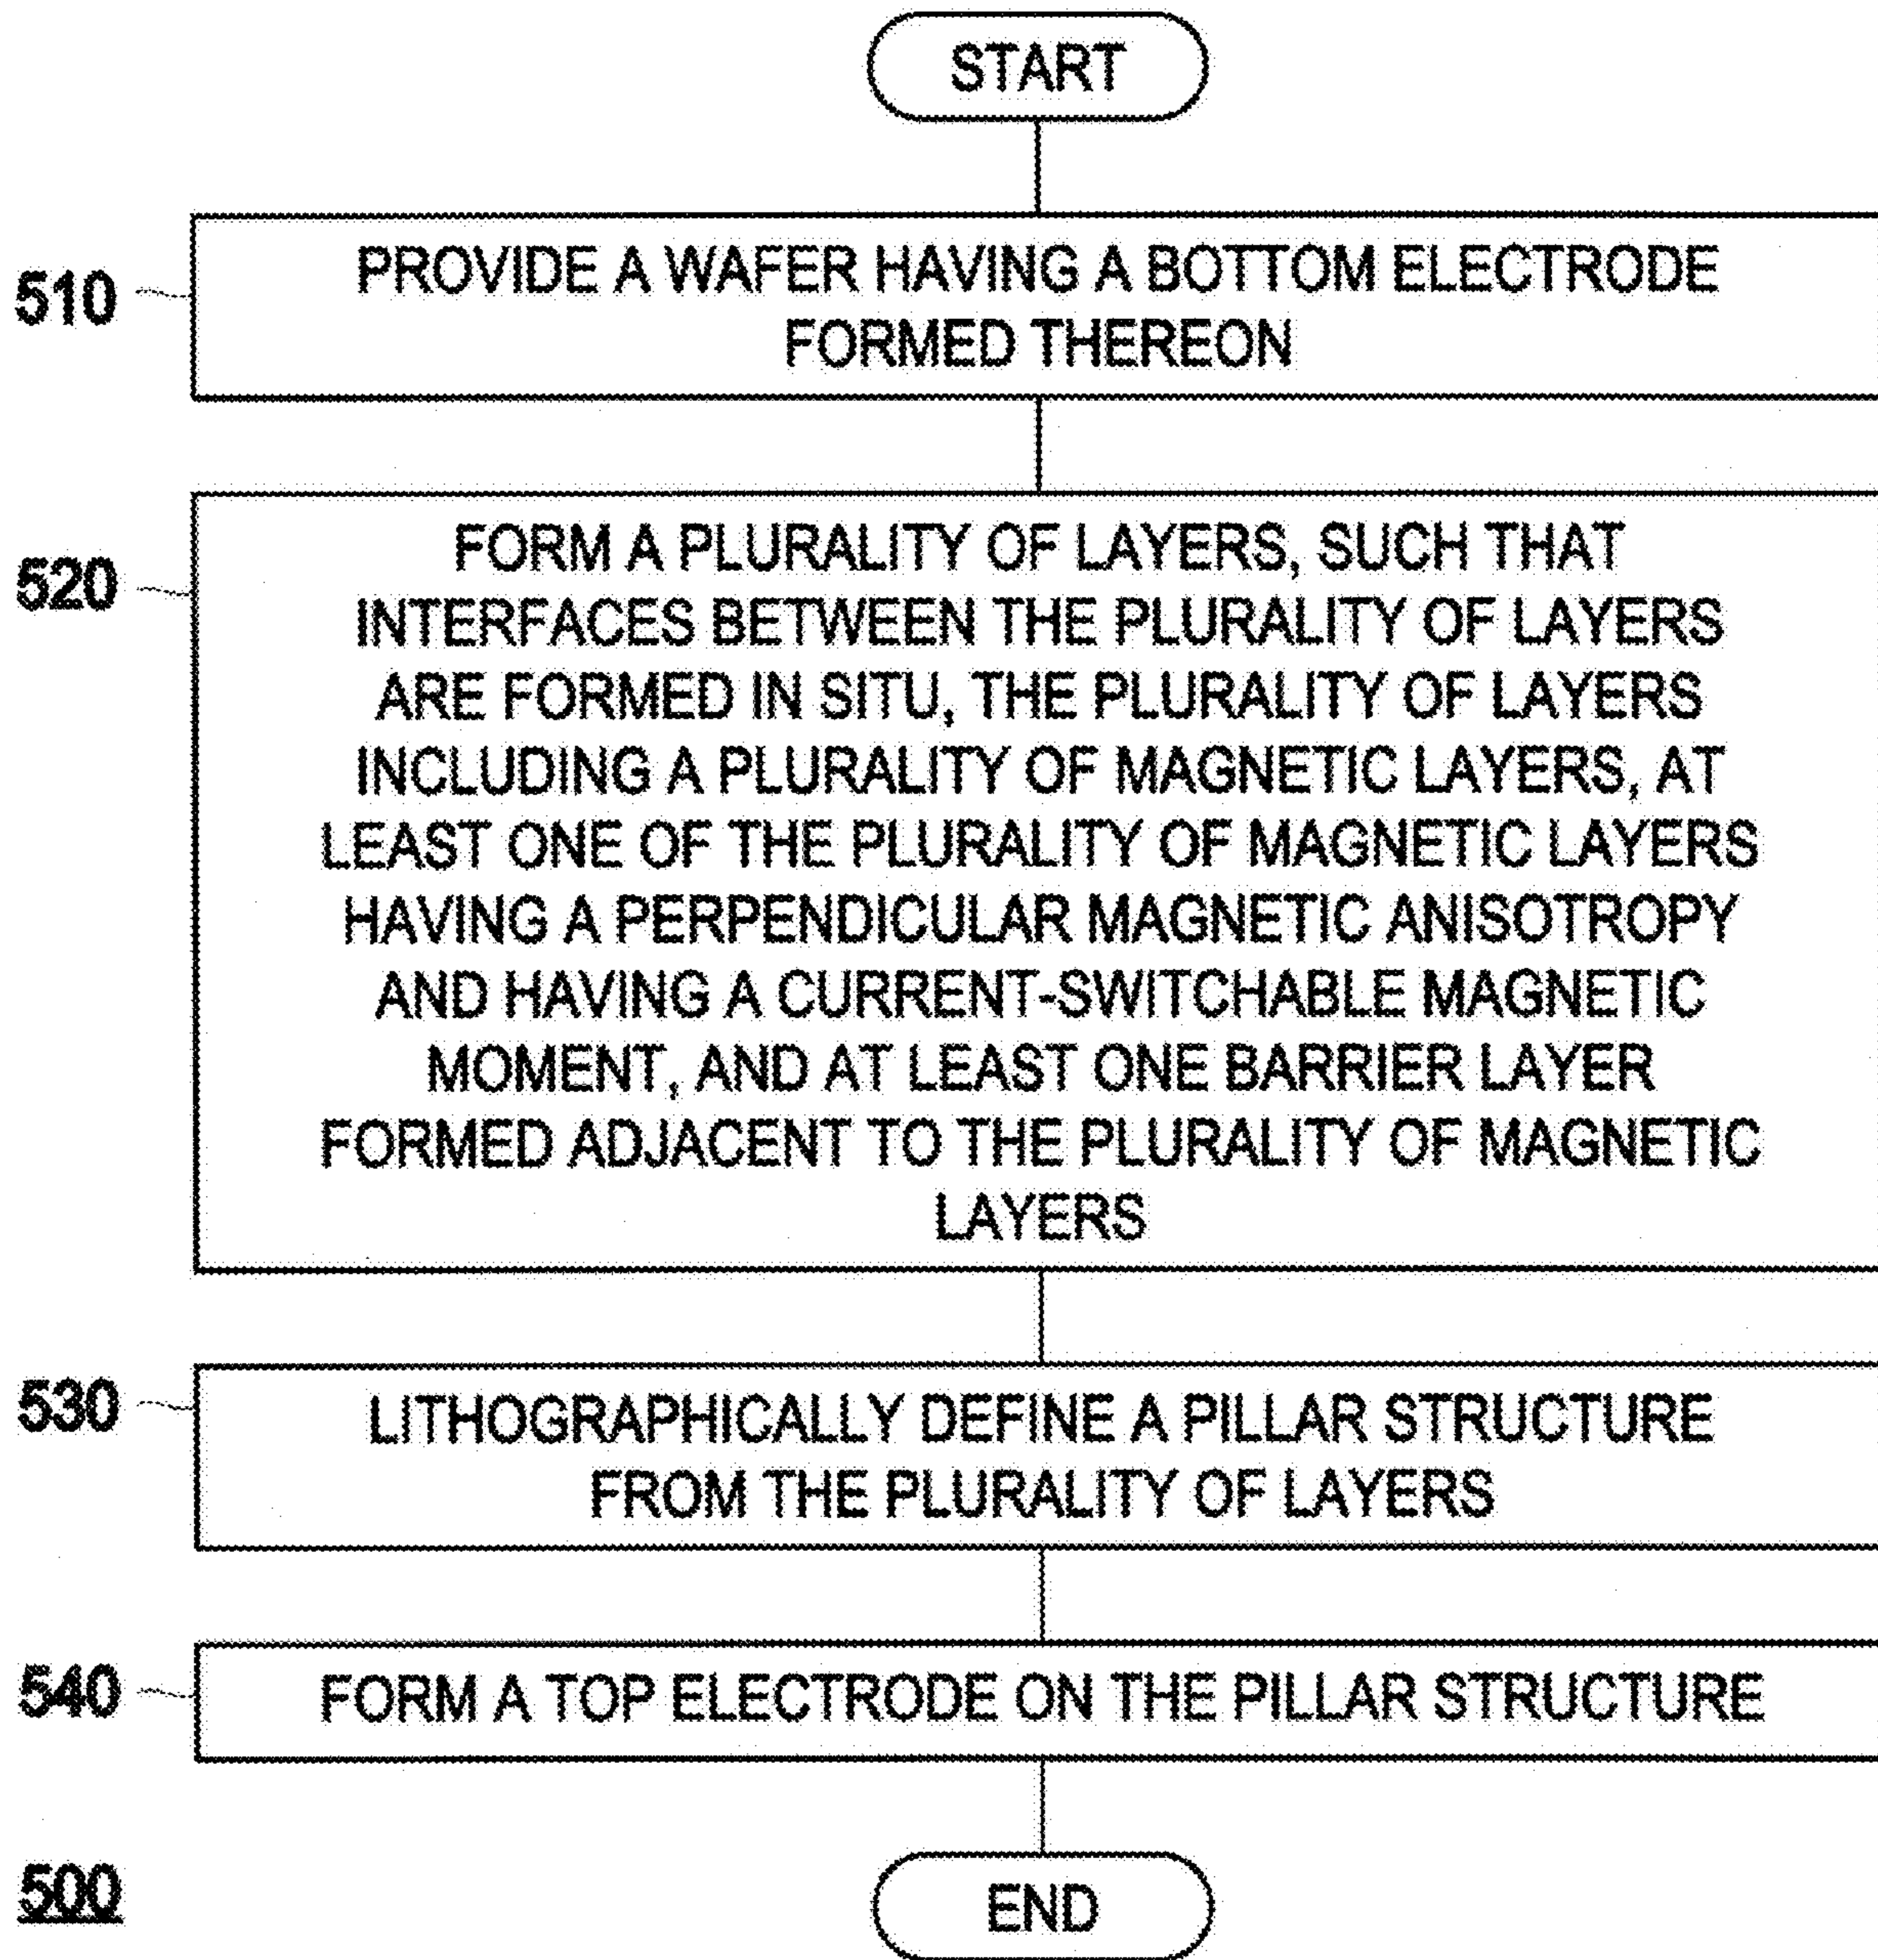 START
510
PROVIDE A WAFER HAVING A BOTTOM ELECTRODE
FORMED THEREON
520
FORM A PLURALITY OF LAYERS, SUCH THAT
INTERFACES BETWEEN THE PLURALITY OF LAYERS
ARE FORMED IN SITU, THE PLURALITY OF LAYERS
INCLUDING A PLURALITY OF MAGNETIC LAYERS, AT
LEAST ONE OF THE PLURALITY OF MAGNETIC LAYERS
HAVING A PERPENDICULAR MAGNETIC ANISOTROPY
AND HAVING A CURRENT-SWITCHABLE MAGNETIC
MOMENT, AND AT LEAST ONE BARRIER LAYER
FORMED ADJACENT TO THE PLURALITY OF MAGNETIC
LAYERS
530
LITHOGRAPHICALLY DEFINE A PILLAR STRUCTURE
FROM THE PLURALITY OF LAYERS
540
FORM A TOP ELECTRODE ON THE PILLAR STRUCTURE
500
END